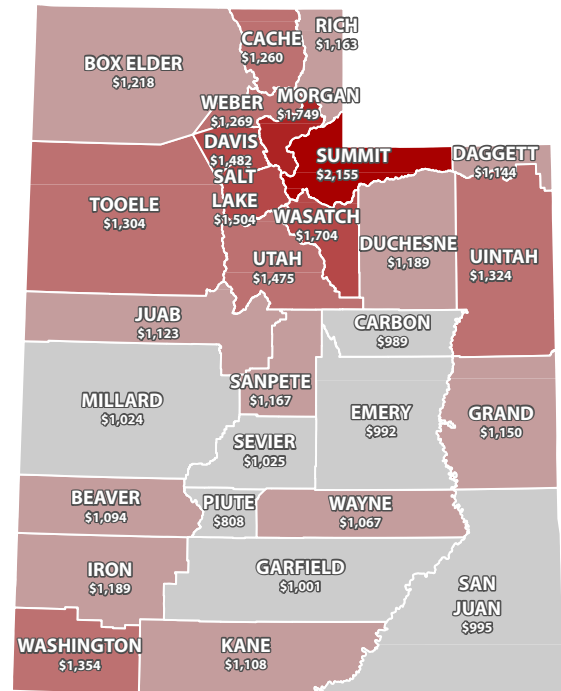 RICH
$1,163
CACHE
$1,260
BOX ELDER
$1,218
WEBER
$1,269
MORGAN
$1,749
DAVIS
$1,482
SUMMIT
$2,155
DAGGETT
$1,144
SALT
LAKE
$1,504
TOOELE
$1,304
WASATCH
$1,704
DUCHESNE
$1,189
UINTAH
$1,324
UTAH
$1,475
JUAB
$1,123
CARBON
$989
SANPETE
$1,167
MILLARD
$1,024
EMERY
$992
GRAND
$1,150
SEVIER
$1,025
BEAVER
$1,094
PIUTE
$808
WAYNE
$1,067
IRON
$1,189
GARFIELD
$1,001
SAN
JUAN
$995
WASHINGTON
$1,354
KANE
$1,108